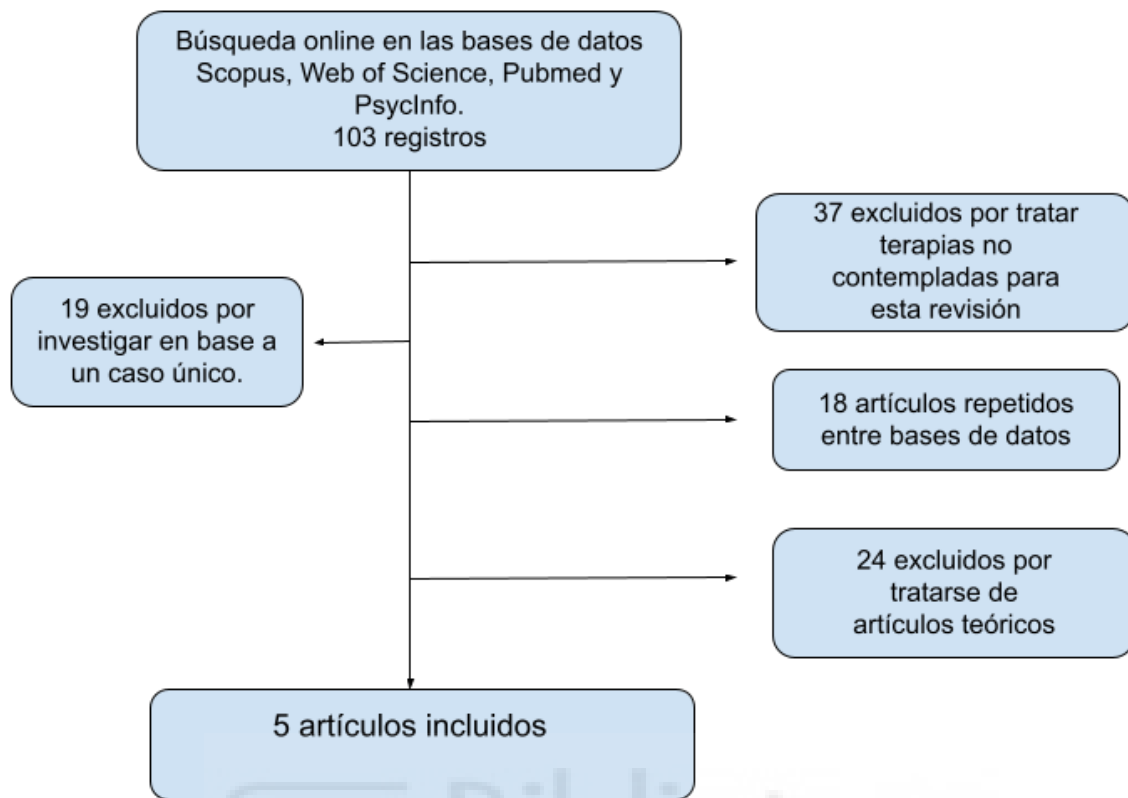 Búsqueda online en las bases de datos
Scopus, Web of Science, Pubmed y
PsycInfo.
103 registros
37 excluidos por tratar
terapias no
contempladas para
esta revisión
19 excluidos por
investigar en base a
un caso único.
18 artículos repetidos
entre bases de datos
24 excluidos por
tratarse de
artículos teóricos
5 artículos incluidos